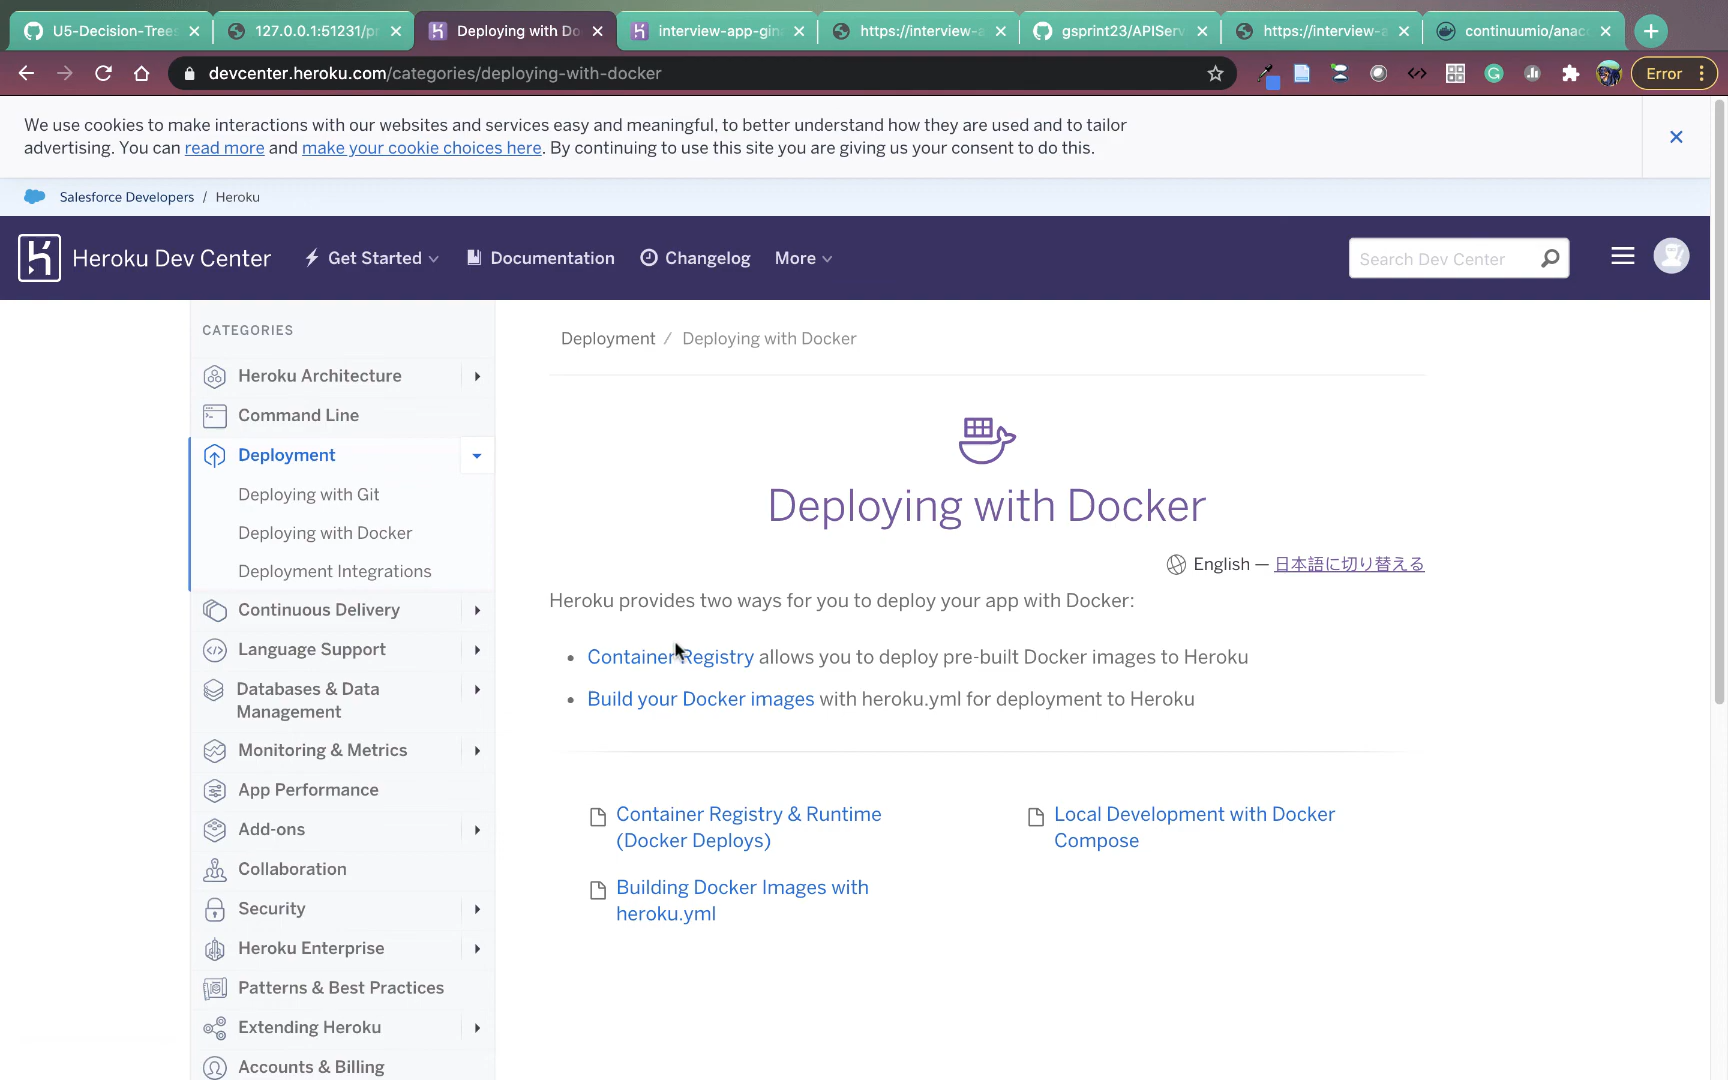 U5-Decision-Trees
127.0.0.1:51231/pr
Deploying with Do
interview-app-gin
https://interview-a
gsprint23/APIServ
https://interview-a
continuumio/anaco
devcenter.heroku.com/categories/deploying-with-docker
Error
We use cookies to make interactions with our websites and services easy and meaningful, to better understand how they are used and to tailor
advertising. You can read more and make your cookie choices here. By continuing to use this site you are giving us your consent to do this.
Salesforce Developers / Heroku
Heroku Dev Center
Get Started
Documentation
Changelog
More
Search Dev Center
CATEGORIES
Heroku Architecture
Command Line
Deployment
Deploying with Git
Deploying with Docker
Deployment Integrations
Continuous Delivery
Language Support
Databases & Data
Management
Monitoring & Metrics
App Performance
Add-ons
Collaboration
Security
Heroku Enterprise
Patterns & Best Practices
Extending Heroku
Accounts & Billing
Deployment / Deploying with Docker
Deploying with Docker
English — 日本語に切り替える
Heroku provides two ways for you to deploy your app with Docker:
• Container Registry allows you to deploy pre-built Docker images to Heroku
• Build your Docker images with heroku.yml for deployment to Heroku
Container Registry & Runtime
(Docker Deploys)
Building Docker Images with
heroku.yml
Local Development with Docker
Compose